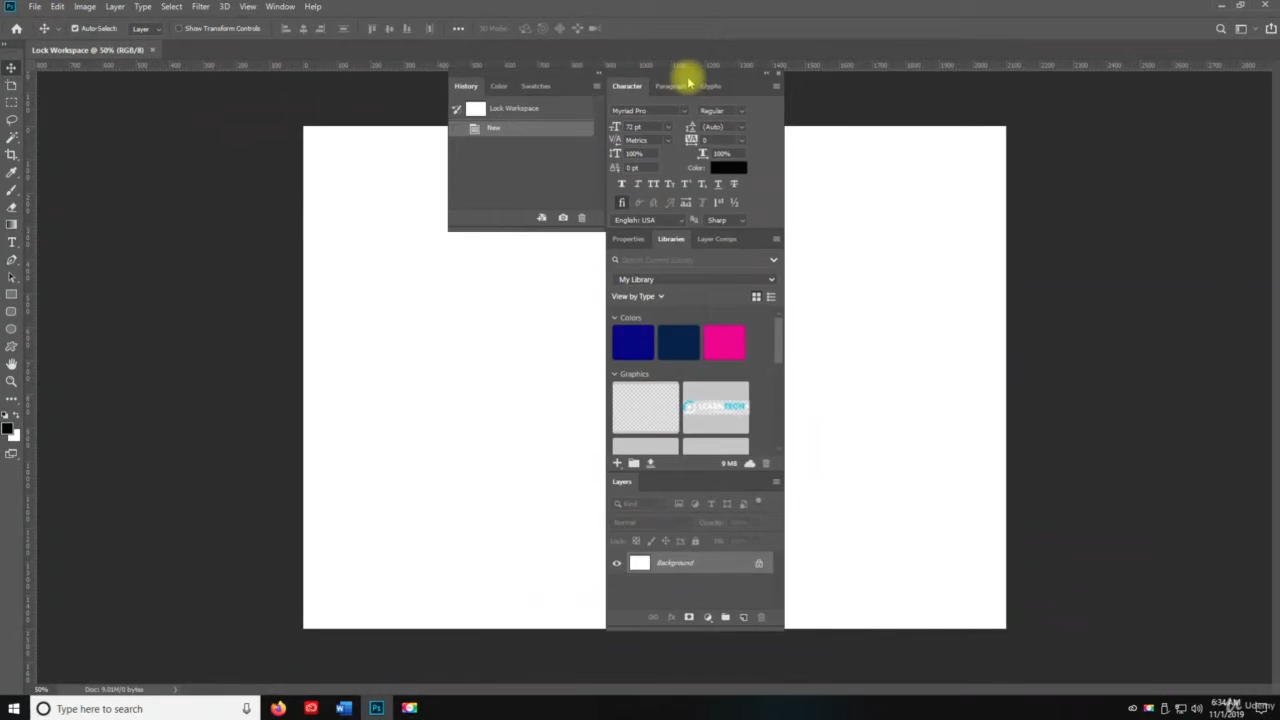 Ps File Edit Image Layer Type Select Filter 3D View Window Help
Auto-Select: Layer Show Transform Controls 3D Mode:
Lock Workspace @ 50% (RGB/8)
History Color Swatches
Lock Workspace
New
Character Paragraph Glyphs
Myriad Pro Regular
72 pt (Auto)
Metrics 0
100% 100%
0 pt Color:
English: USA Sharp
Properties Libraries Layer Comps
Search Current Library
My Library
View by Type
Colors
Graphics
LEARNTECH
9 MB
Layers
Kind
Normal Opacity:
Lock: Fill:
Background
50% Doc: 9.01M/0 bytes
Type here to search
6:34 AM
11/1/2019
Udemy